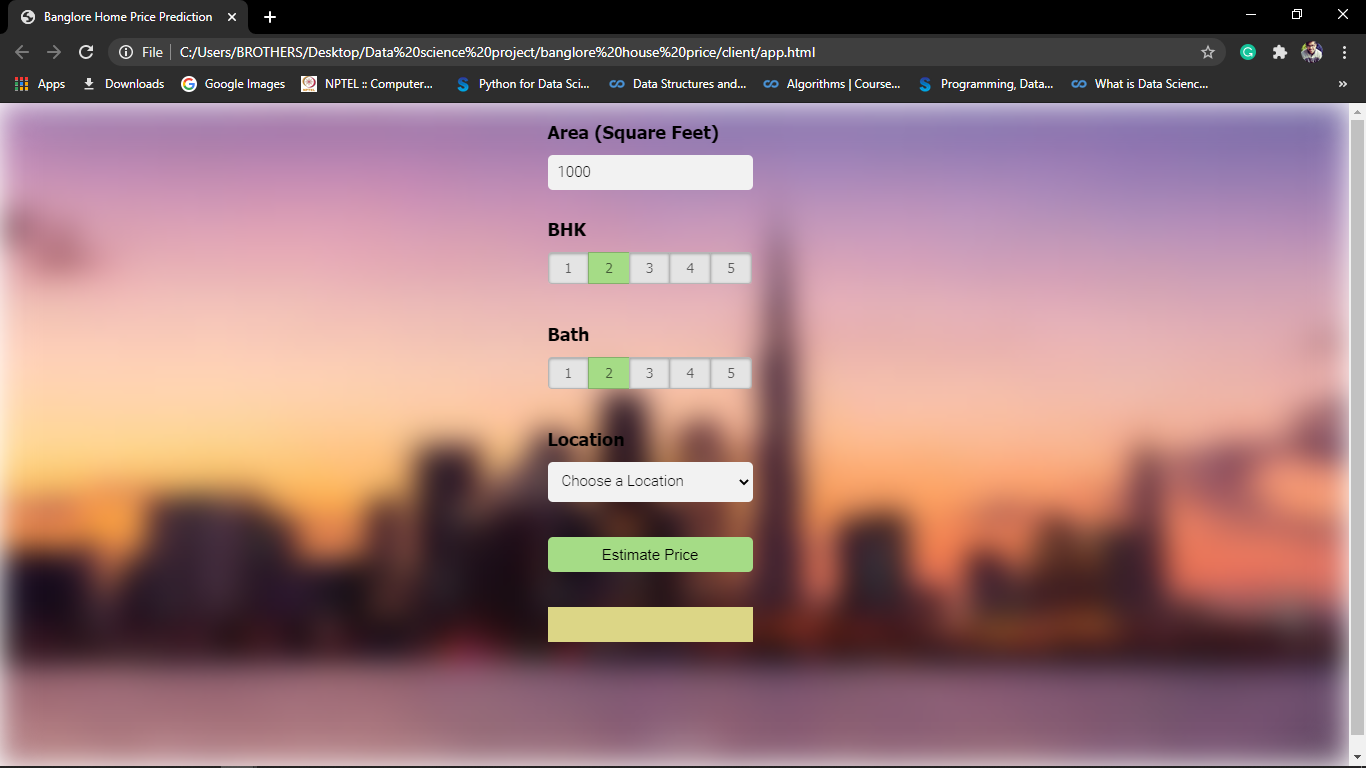 Banglore Home Price Prediction
File C:/Users/BROTHERS/Desktop/Data%20science%20project/banglore%20house%20price/client/app.html
Apps Downloads Google Images NPTEL :: Computer... Python for Data Sci... Data Structures and... Algorithms | Course... Programming, Data... What is Data Scienc... »
Area (Square Feet)
1000
BHK
1 2 3 4 5
Bath
1 2 3 4 5
Location
Choose a Location
Estimate Price